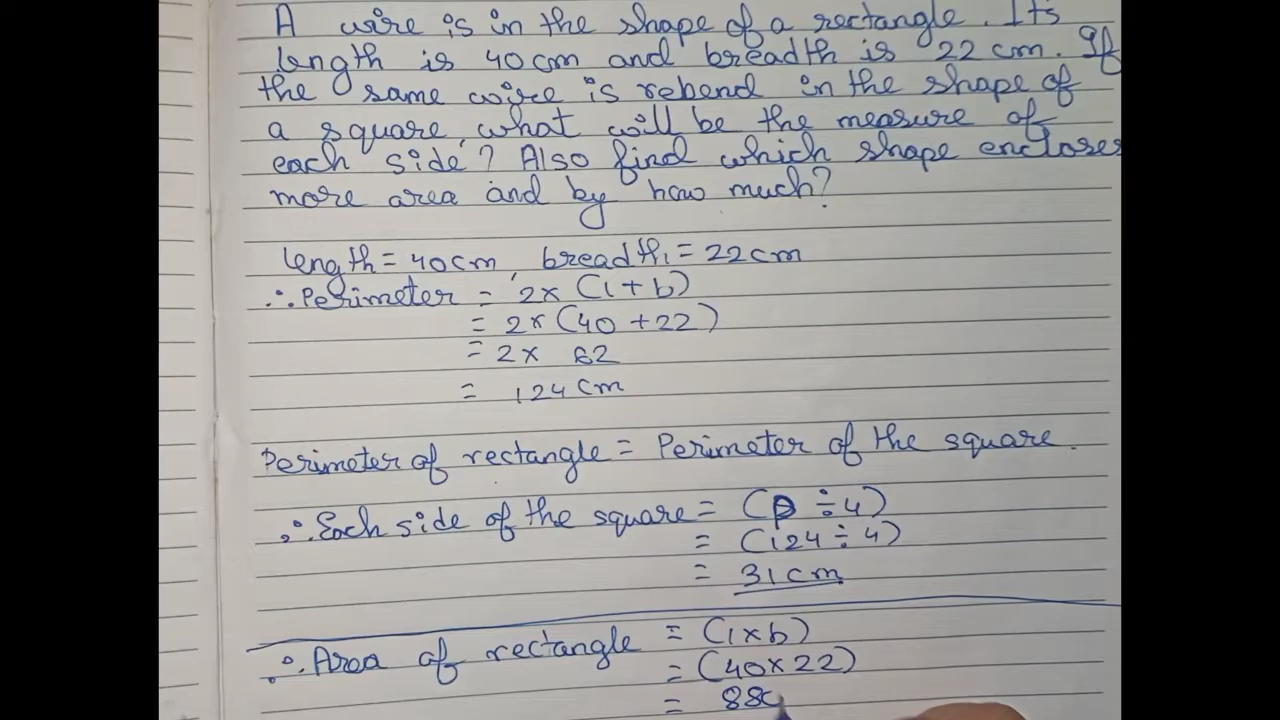 A wire is in the shape of a rectangle. Its
length is 40cm and breadth is 22 cm. If
the same wire is rebend in the shape of
a square, what will be the measure of
each side? Also find which shape encloses
more area and by how much?
length = 40cm, breadth = 22cm
∴ Perimeter = 2 x (l + b)
= 2 x (40 + 22)
= 2 x 62
= 124 cm
Perimeter of rectangle = Perimeter of the square.
∴ Each side of the square = (P ÷ 4)
= (124 ÷ 4)
= 31 cm
∴ Area of rectangle = (l x b)
= (40 x 22)
= 880